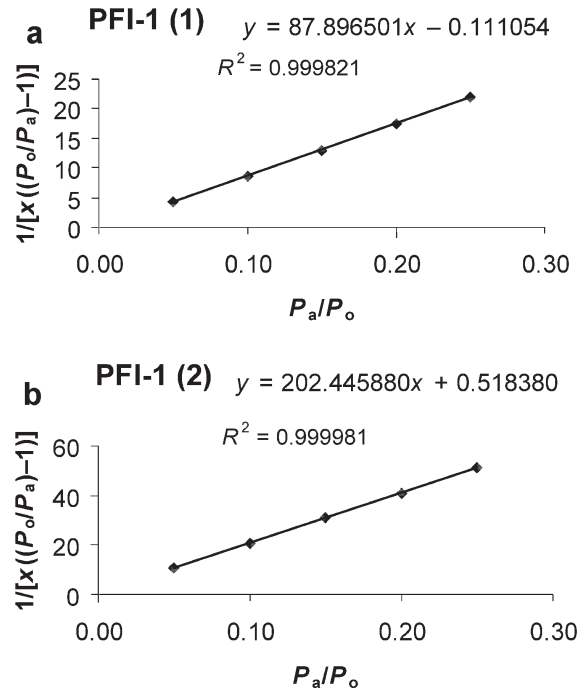 a
PFI-1 (1)
y = 87.896501x – 0.111054
R² = 0.999821
1/[x((Po/Pa)–1)]
25
20
15
10
5
0
0.00 0.10 0.20 0.30
Pa/Po
b
PFI-1 (2)
y = 202.445880x + 0.518380
R² = 0.999981
1/[x((Po/Pa)–1)]
60
40
20
0
0.00 0.10 0.20 0.30
Pa/Po